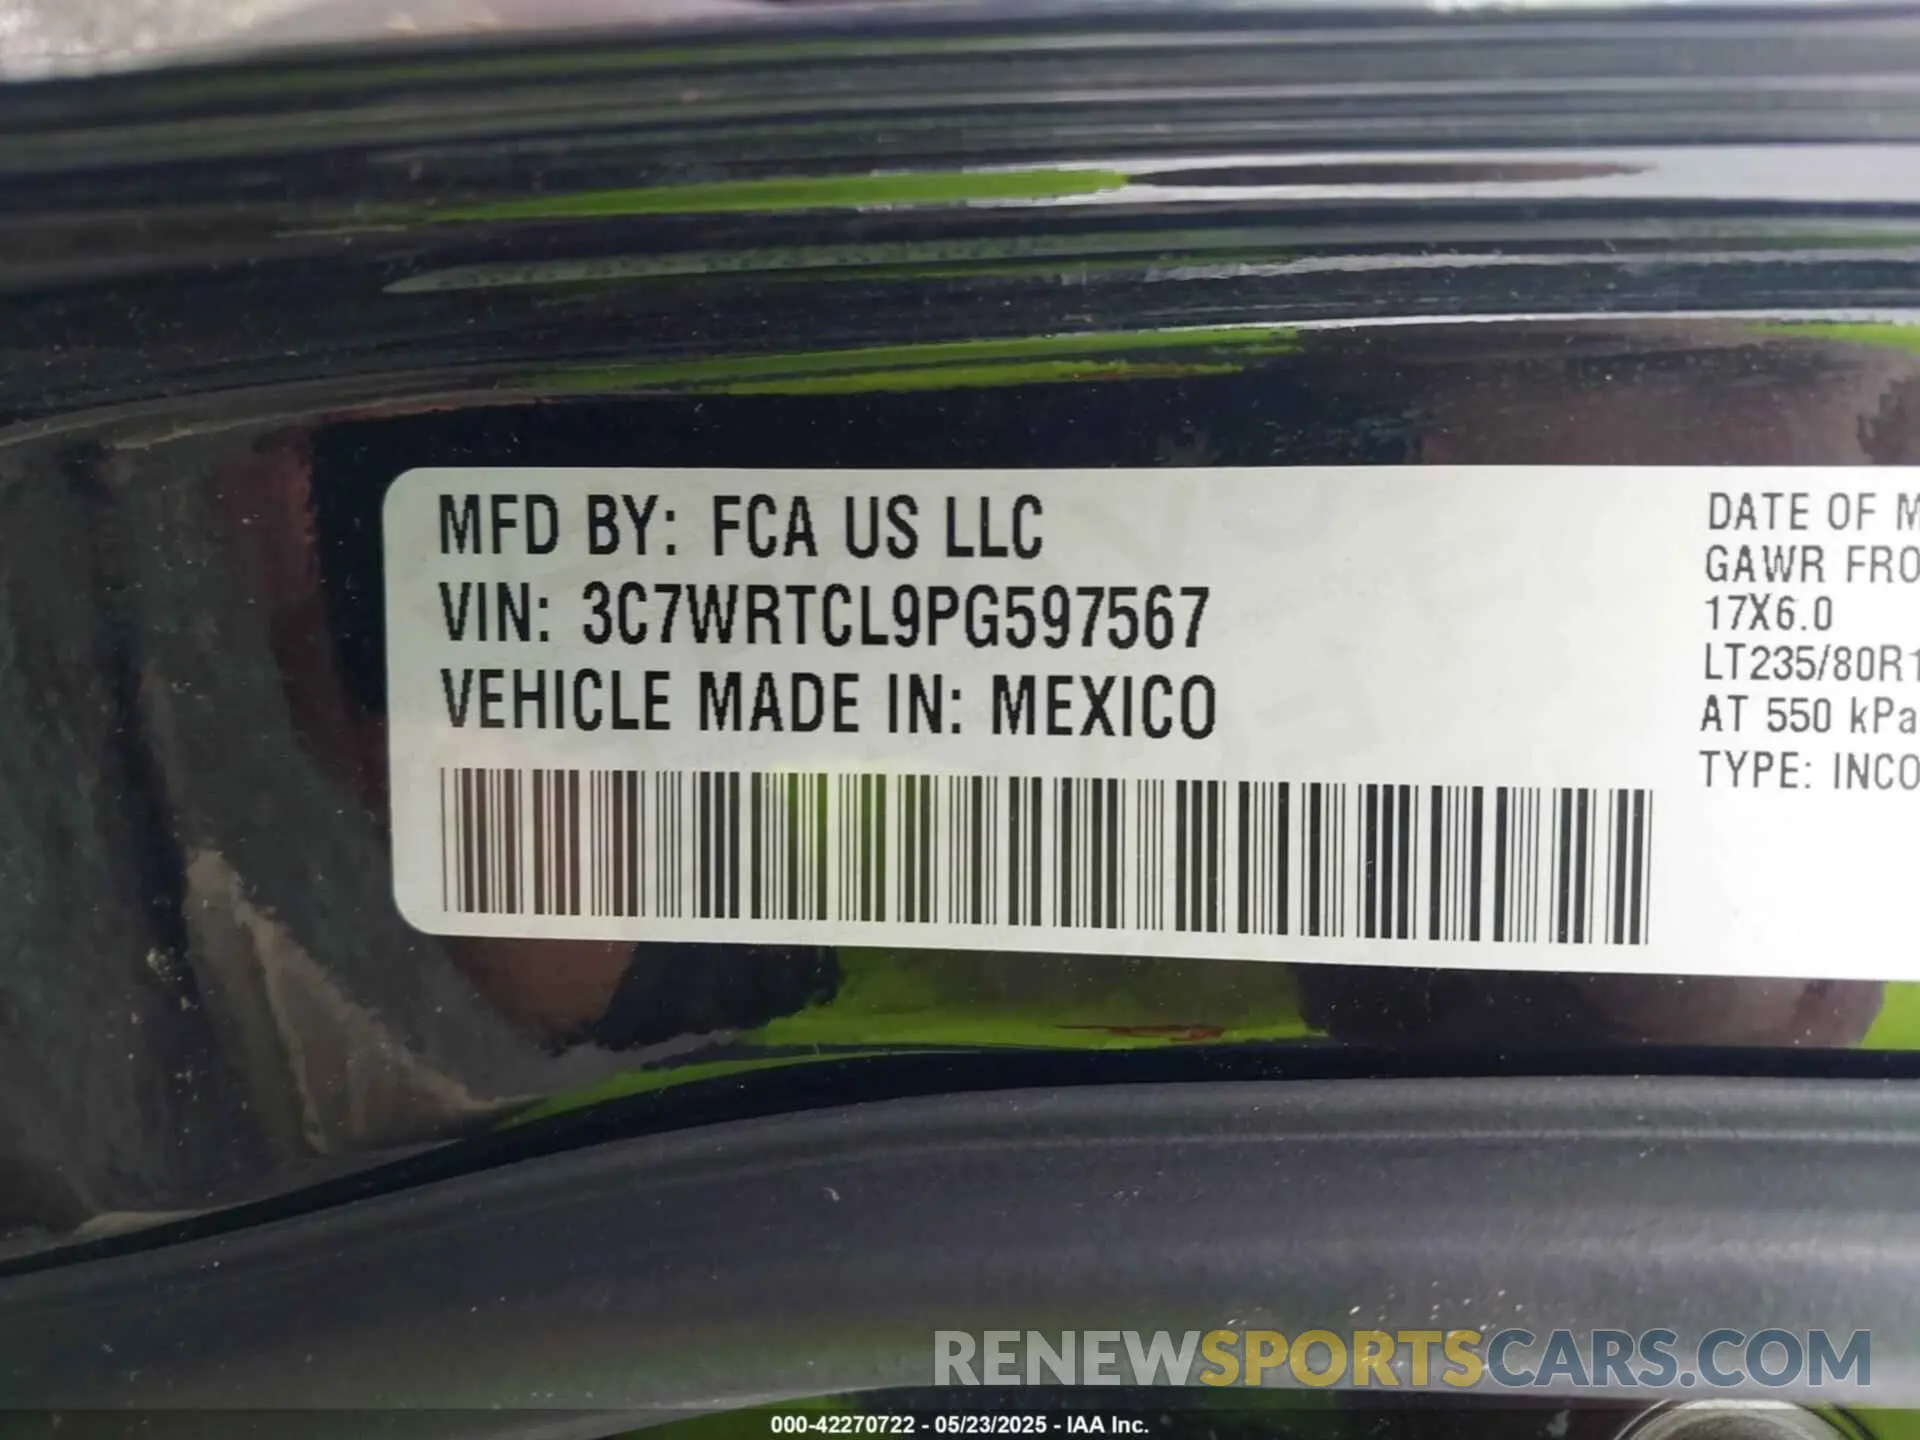 MFD BY: FCA US LLC
VIN: 3C7WRTCL9PG597567
VEHICLE MADE IN: MEXICO
DATE OF M
GAWR FRO
17X6.0
LT235/80R1
AT 550 kPa
TYPE: INCO
RENEWSPORTSCARS.COM
000-42270722 - 05/23/2025 - IAA Inc.